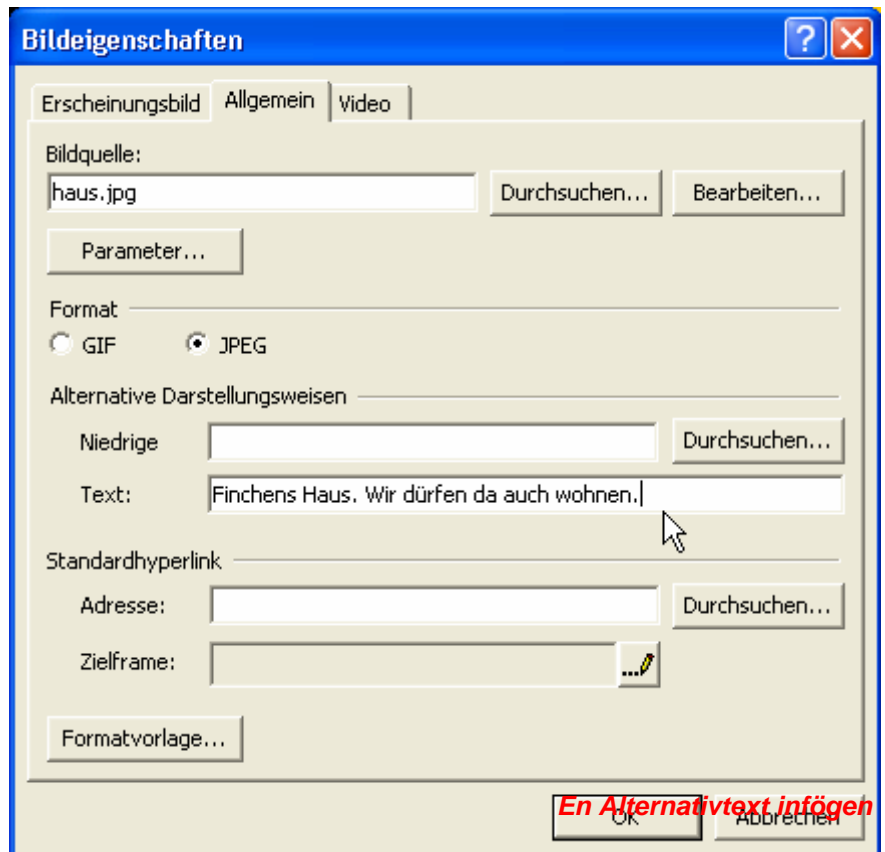 Bildeigenschaften
Erscheinungsbild Allgemein Video
Bildquelle:
haus.jpg Durchsuchen... Bearbeiten...
Parameter...
Format
GIF JPEG
Alternative Darstellungsweisen
Niedrige Durchsuchen...
Text: Finchens Haus. Wir dürfen da auch wohnen.
Standardhyperlink
Adresse: Durchsuchen...
Zielframe: ...
Formatvorlage...
En Alternativtext infögen
OK Abbrechen